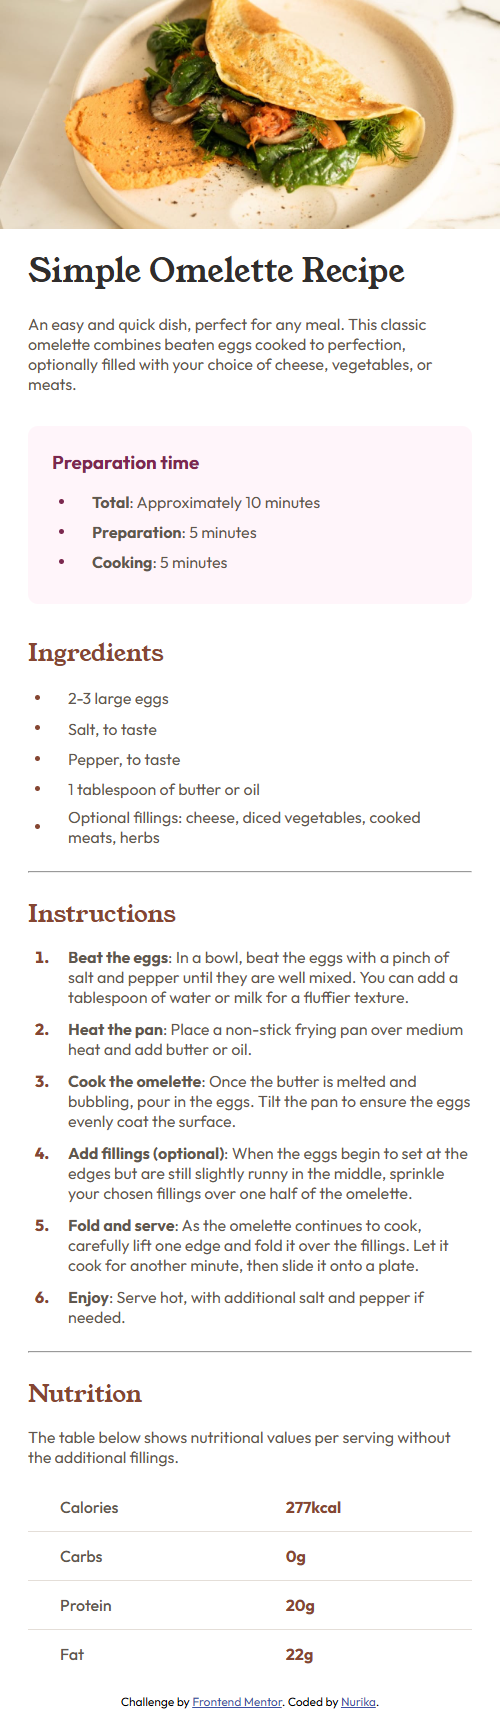 Simple Omelette Recipe
An easy and quick dish, perfect for any meal. This classic
omelette combines beaten eggs cooked to perfection,
optionally filled with your choice of cheese, vegetables, or
meats.
Preparation time
• Total: Approximately 10 minutes
• Preparation: 5 minutes
• Cooking: 5 minutes
Ingredients
• 2-3 large eggs
• Salt, to taste
• Pepper, to taste
• 1 tablespoon of butter or oil
• Optional fillings: cheese, diced vegetables, cooked
meats, herbs
Instructions
1. Beat the eggs: In a bowl, beat the eggs with a pinch of
salt and pepper until they are well mixed. You can add a
tablespoon of water or milk for a fluffier texture.
2. Heat the pan: Place a non-stick frying pan over medium
heat and add butter or oil.
3. Cook the omelette: Once the butter is melted and
bubbling, pour in the eggs. Tilt the pan to ensure the eggs
evenly coat the surface.
4. Add fillings (optional): When the eggs begin to set at the
edges but are still slightly runny in the middle, sprinkle
your chosen fillings over one half of the omelette.
5. Fold and serve: As the omelette continues to cook,
carefully lift one edge and fold it over the fillings. Let it
cook for another minute, then slide it onto a plate.
6. Enjoy: Serve hot, with additional salt and pepper if
needed.
Nutrition
The table below shows nutritional values per serving without
the additional fillings.
Calories 277kcal
Carbs 0g
Protein 20g
Fat 22g
Challenge by Frontend Mentor. Coded by Nurika.